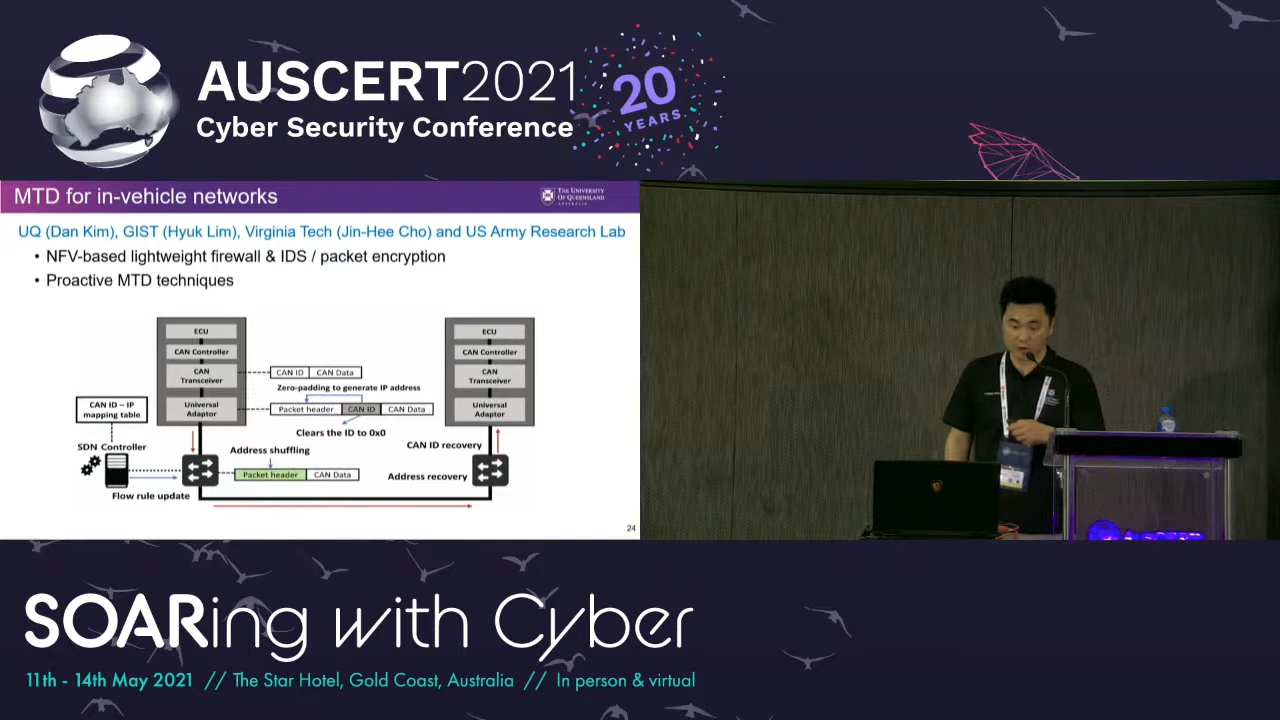 AUSCERT2021
Cyber Security Conference
20
YEARS
MTD for in-vehicle networks
THE UNIVERSITY
OF QUEENSLAND
AUSTRALIA
UQ (Dan Kim), GIST (Hyuk Lim), Virginia Tech (Jin-Hee Cho) and US Army Research Lab
• NFV-based lightweight firewall & IDS / packet encryption
• Proactive MTD techniques
ECU
CAN Controller
CAN
Transceiver
Universal
Adaptor
CAN ID CAN Data
Zero-padding to generate IP address
Packet header CAN ID CAN Data
Clears the ID to 0x0
CAN ID – IP
mapping table
SDN Controller
Flow rule update
Address shuffling
Packet header CAN Data
ECU
CAN Controller
CAN
Transceiver
Universal
Adaptor
CAN ID recovery
Address recovery
24
SOARing with Cyber
11th - 14th May 2021 // The Star Hotel, Gold Coast, Australia // In person & virtual